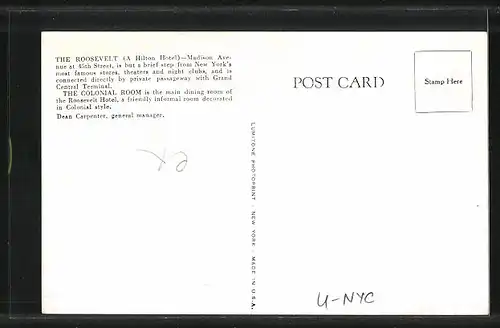 THE ROOSEVELT (A Hilton Hotel)—Madison Ave-
nue at 45th Street, is but a brief step from New York's
most famous stores, theaters and night clubs, and is
connected directly by private passageway with Grand
Central Terminal.
THE COLONIAL ROOM is the main dining room of
the Roosevelt Hotel, a friendly informal room decorated
in Colonial style.
Dean Carpenter, general manager.
POST CARD
Stamp Here
LUMITONE PHOTOPRINT - NEW YORK - MADE IN U.S.A.
U-NYC